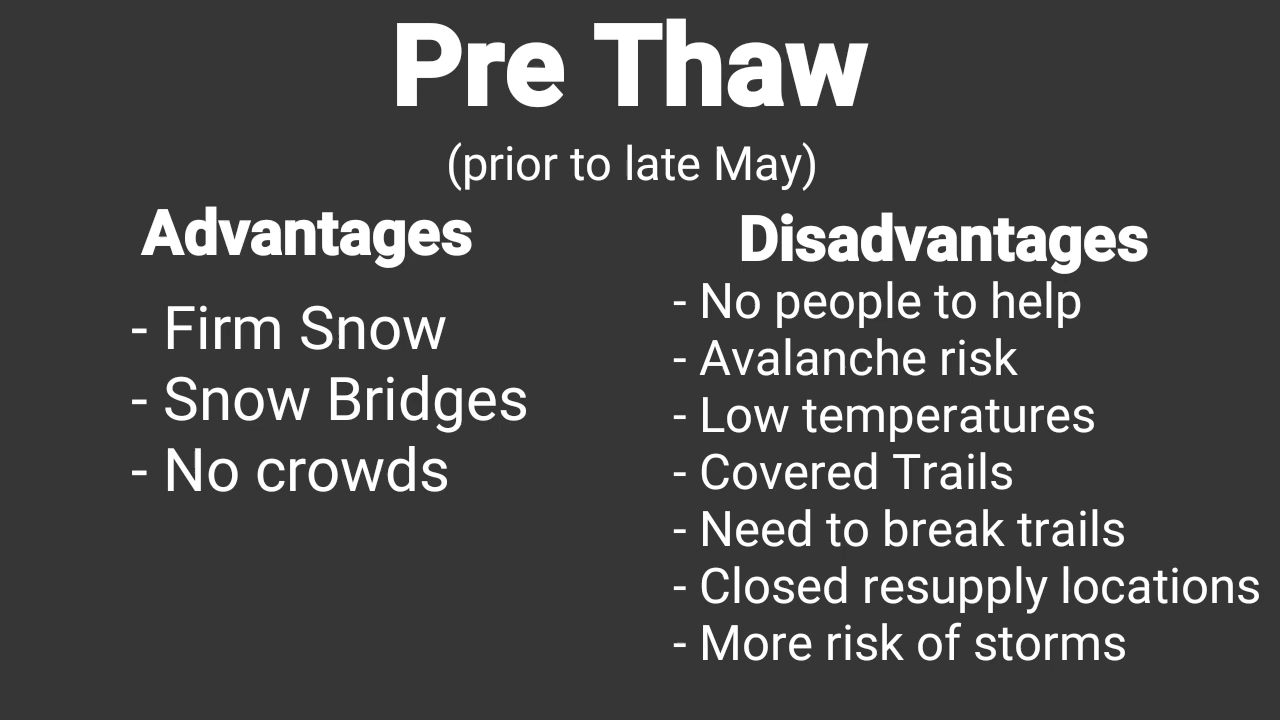 Pre Thaw
(prior to late May)
Advantages
- Firm Snow
- Snow Bridges
- No crowds
Disadvantages
- No people to help
- Avalanche risk
- Low temperatures
- Covered Trails
- Need to break trails
- Closed resupply locations
- More risk of storms